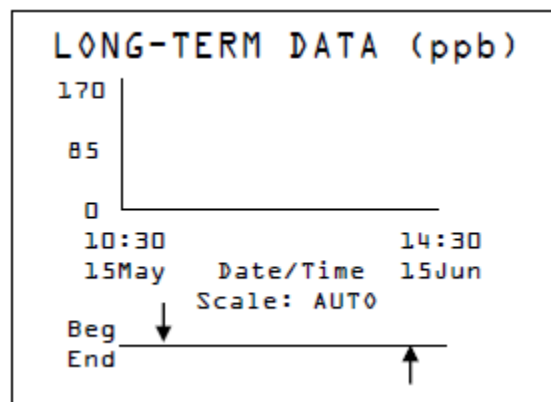 LONG-TERM DATA (ppb)
170
85
0
10:30 14:30
15May Date/Time 15Jun
Scale: AUTO
Beg
End